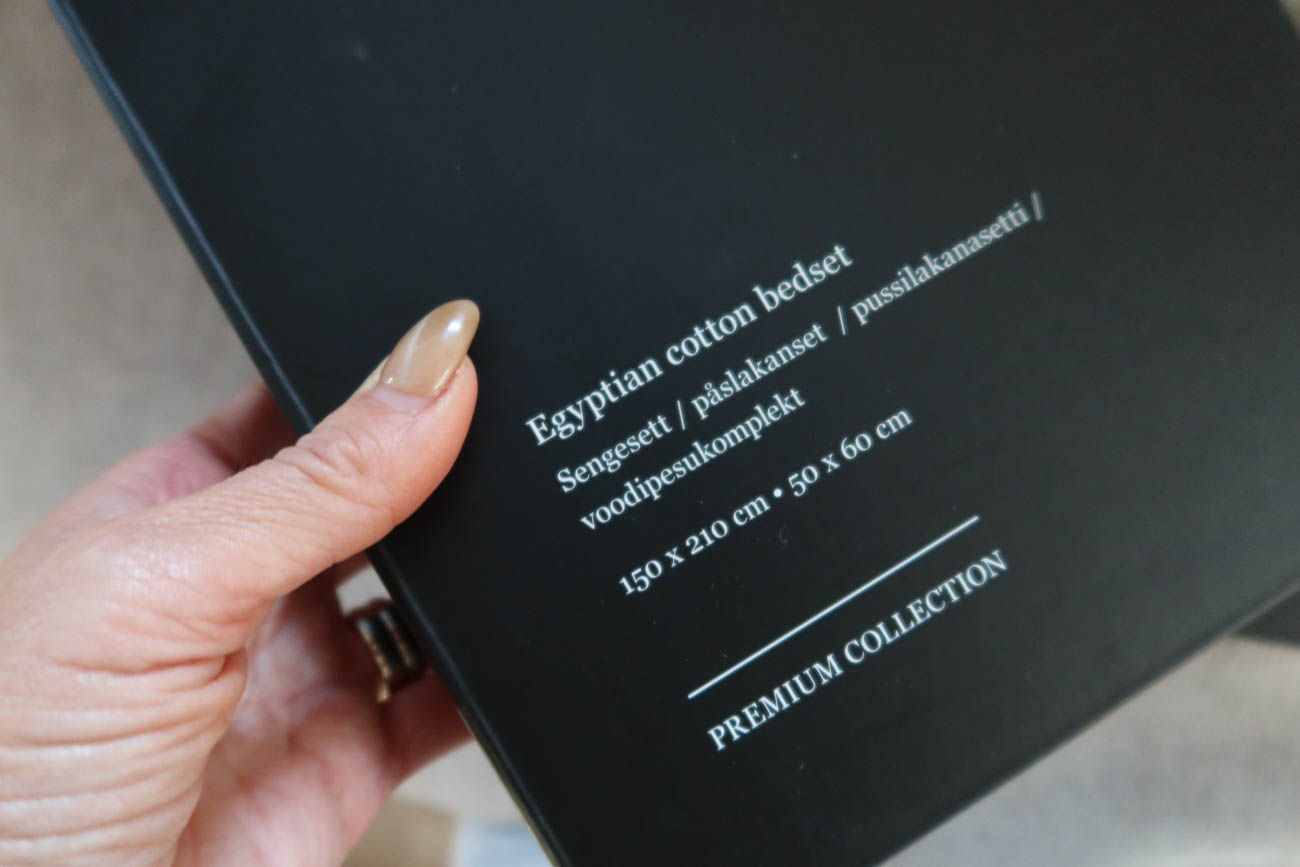 Egyptian cotton bedset
Sengesett / påslakanset / pussilakanasetti /
voodipesukomplekt
150 x 210 cm • 50 x 60 cm
PREMIUM COLLECTION